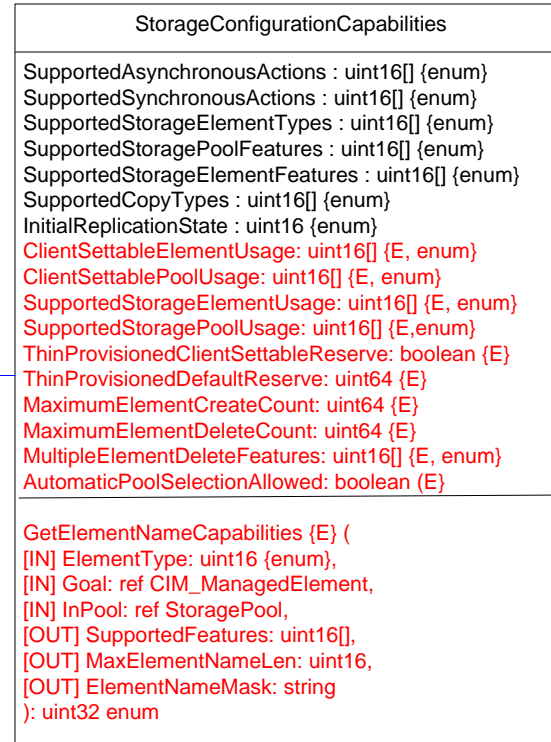 StorageConfigurationCapabilities
SupportedAsynchronousActions : uint16[] {enum}
SupportedSynchronousActions : uint16[] {enum}
SupportedStorageElementTypes : uint16[] {enum}
SupportedStoragePoolFeatures : uint16[] {enum}
SupportedStorageElementFeatures : uint16[] {enum}
SupportedCopyTypes : uint16[] {enum}
InitialReplicationState : uint16 {enum}
ClientSettableElementUsage: uint16[] {E, enum}
ClientSettablePoolUsage: uint16[] {E, enum}
SupportedStorageElementUsage: uint16[] {E, enum}
SupportedStoragePoolUsage: uint16[] {E,enum}
ThinProvisionedClientSettableReserve: boolean {E}
ThinProvisionedDefaultReserve: uint64 {E}
MaximumElementCreateCount: uint64 {E}
MaximumElementDeleteCount: uint64 {E}
MultipleElementDeleteFeatures: uint16[] {E, enum}
AutomaticPoolSelectionAllowed: boolean (E}
GetElementNameCapabilities {E} (
[IN] ElementType: uint16 {enum},
[IN] Goal: ref CIM_ManagedElement,
[IN] InPool: ref StoragePool,
[OUT] SupportedFeatures: uint16[],
[OUT] MaxElementNameLen: uint16,
[OUT] ElementNameMask: string
): uint32 enum